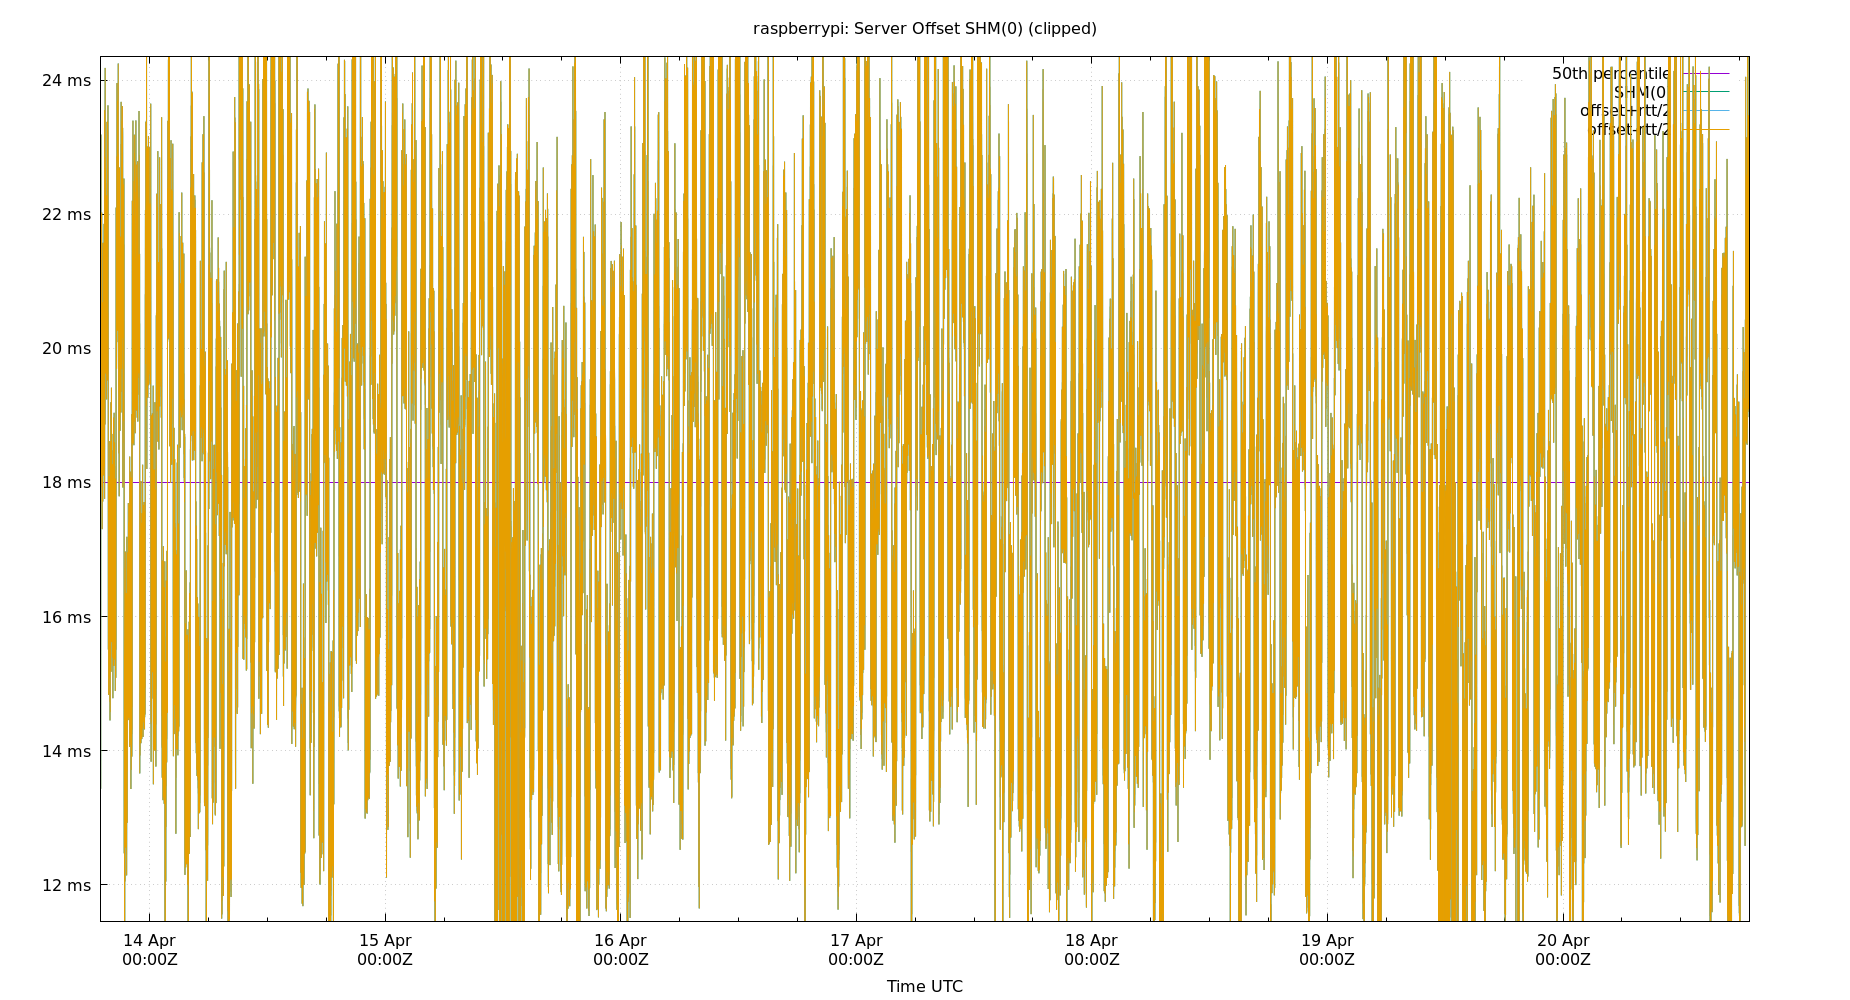 raspberrypi: Server Offset SHM(0) (clipped)
24 ms
22 ms
20 ms
18 ms
16 ms
14 ms
12 ms
50th percentile
SHM(0)
offset+rtt/2
offset-rtt/2
14 Apr 15 Apr 16 Apr 17 Apr 18 Apr 19 Apr 20 Apr
00:00Z 00:00Z 00:00Z 00:00Z 00:00Z 00:00Z 00:00Z
Time UTC